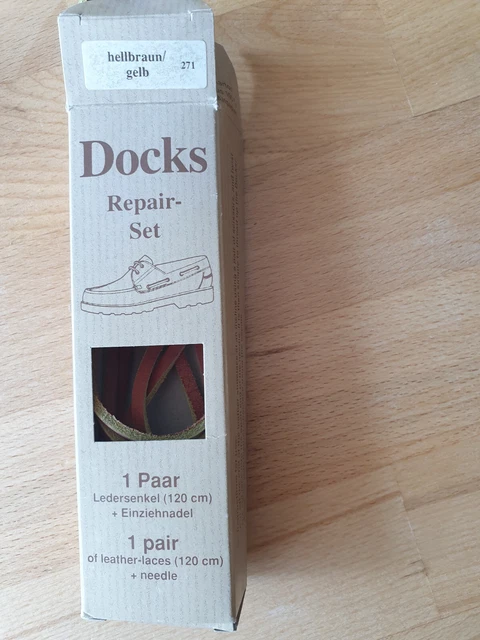 hellbraun/
gelb
271
Docks
Repair-
Set
1 Paar
Ledersenkel (120 cm)
+ Einziehnadel
1 pair
of leather-laces (120 cm)
+ needle